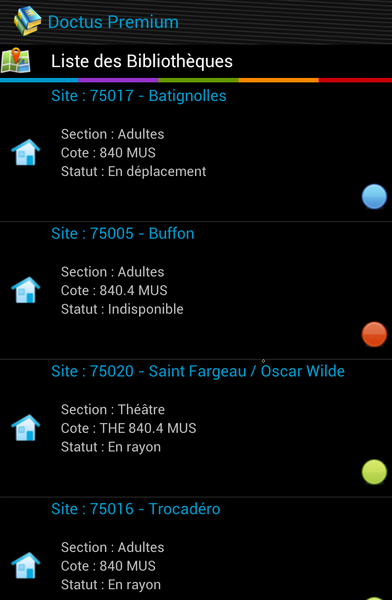 Doctus Premium
Liste des Bibliothèques
Site : 75017 - Batignolles
Section : Adultes
Cote : 840 MUS
Statut : En déplacement
Site : 75005 - Buffon
Section : Adultes
Cote : 840.4 MUS
Statut : Indisponible
Site : 75020 - Saint Fargeau / Oscar Wilde
Section : Théâtre
Cote : THE 840.4 MUS
Statut : En rayon
Site : 75016 - Trocadéro
Section : Adultes
Cote : 840 MUS
Statut : En rayon